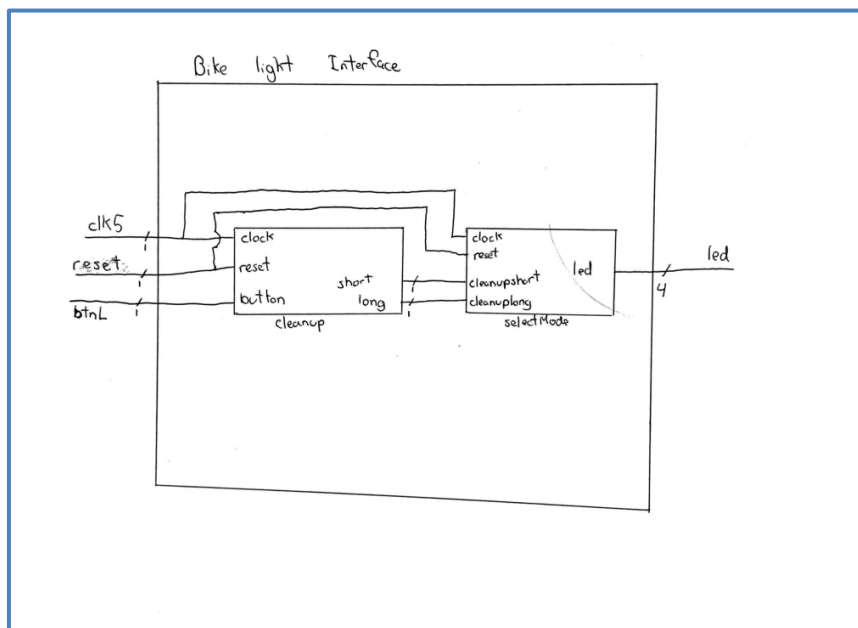 Bike light Interface
clk5
reset
btnL
clock
reset
button
short
long
cleanup
clock
reset
cleanupshort
cleanuplong
led
selectMode
led
4